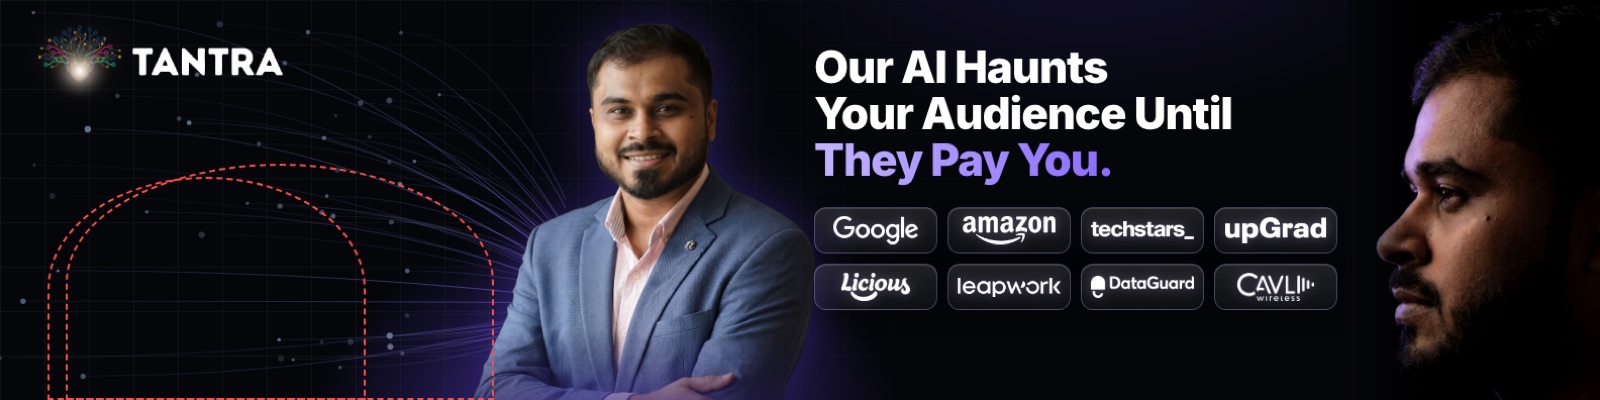 TANTRA
Our AI Haunts
Your Audience Until
They Pay You.
Google
amazon
techstars_
upGrad
Licious
leapwork
DataGuard
CAVLI
wireless